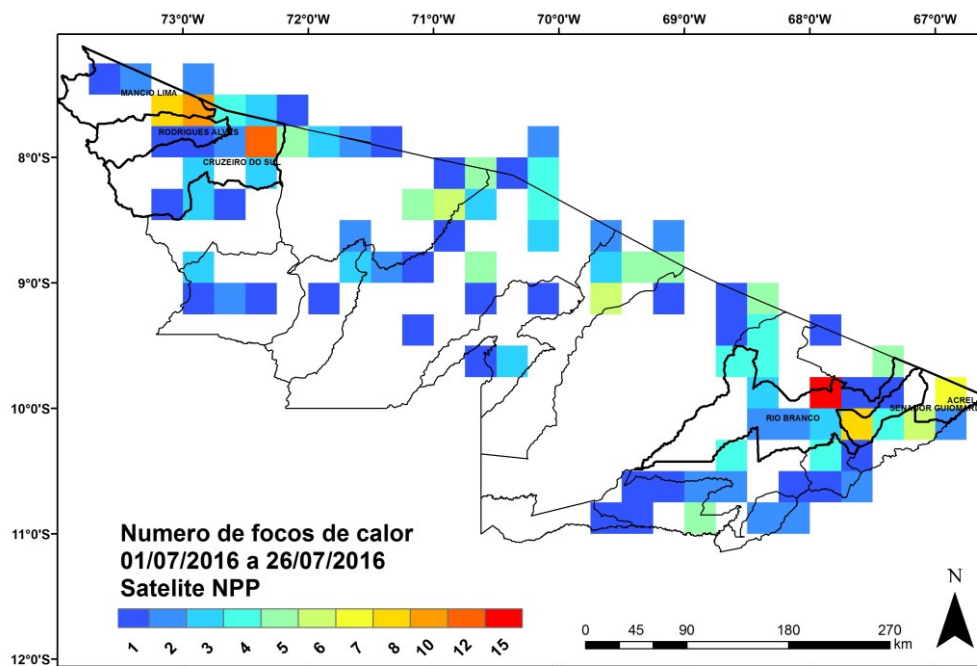 73°0'W 72°0'W 71°0'W 70°0'W 69°0'W 68°0'W 67°0'W
MANCIO LIMA
RODRIGUES ALVES
8°0'S
CRUZEIRO DO SUL
9°0'S
10°0'S
ACREL
SENADOR GUIOMARD
RIO BRANCO
11°0'S
12°0'S
Numero de focos de calor
01/07/2016 a 26/07/2016
Satelite NPP
1 2 3 4 5 6 7 8 10 12 15
N
0 45 90 180 270
km